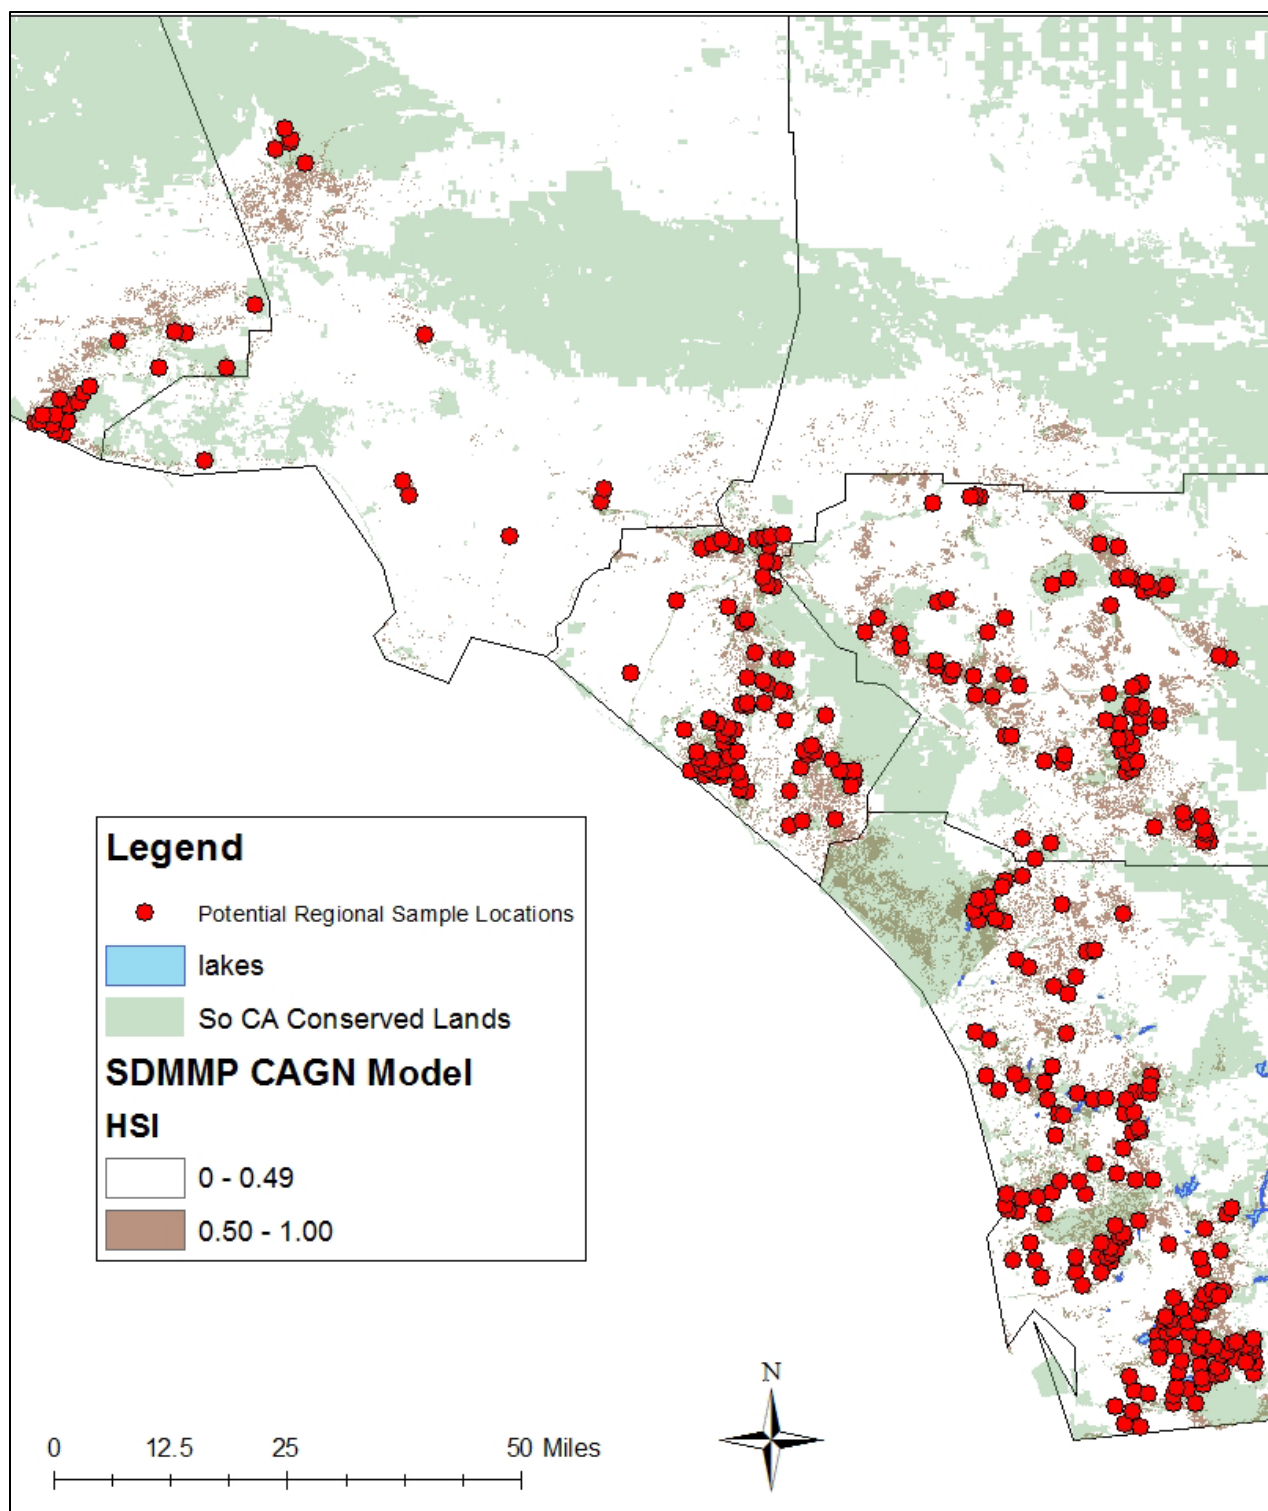 Legend
Potential Regional Sample Locations
lakes
So CA Conserved Lands
SDMMP CAGN Model
HSI
0 - 0.49
0.50 - 1.00
N
0 12.5 25 50 Miles